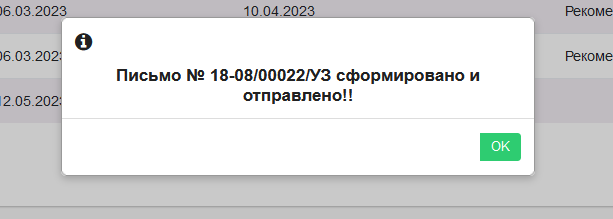 06.03.2023 10.04.2023 Рекоме
06.03.2023 Рекоме
12.05.2023
Письмо № 18-08/00022/УЗ сформировано и
отправлено!!
OK